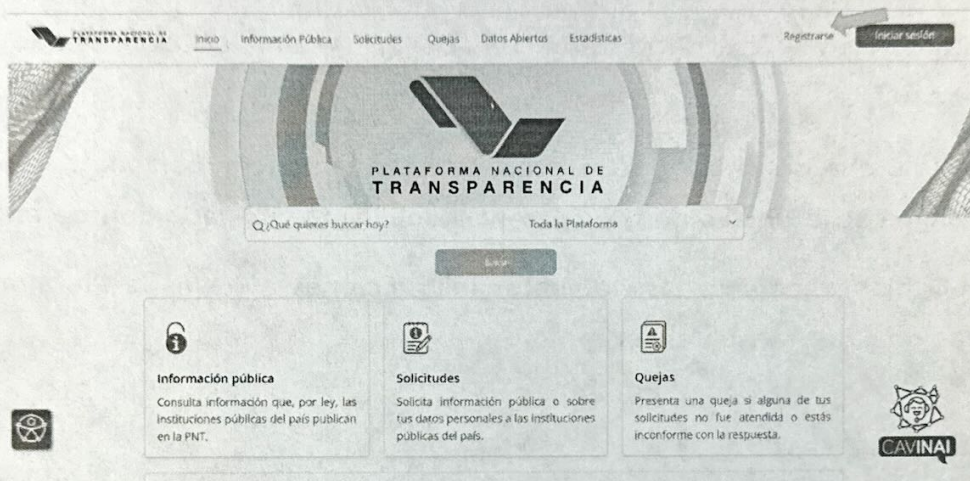 PLATAFORMA NACIONAL DE
TRANSPARENCIA
Inicio Información Pública Solicitudes Quejas Datos Abiertos Estadísticas Registrarse Iniciar sesión
PLATAFORMA NACIONAL DE
TRANSPARENCIA
¿Qué quieres buscar hoy? Toda la Plataforma
Información pública
Consulta información que, por ley, las
instituciones públicas del país publican
en la PNT.
Solicitudes
Solicita información pública o sobre
tus datos personales a las instituciones
públicas del país.
Quejas
Presenta una queja si alguna de tus
solicitudes no fue atendida o estás
inconforme con la respuesta.
CAVINAI